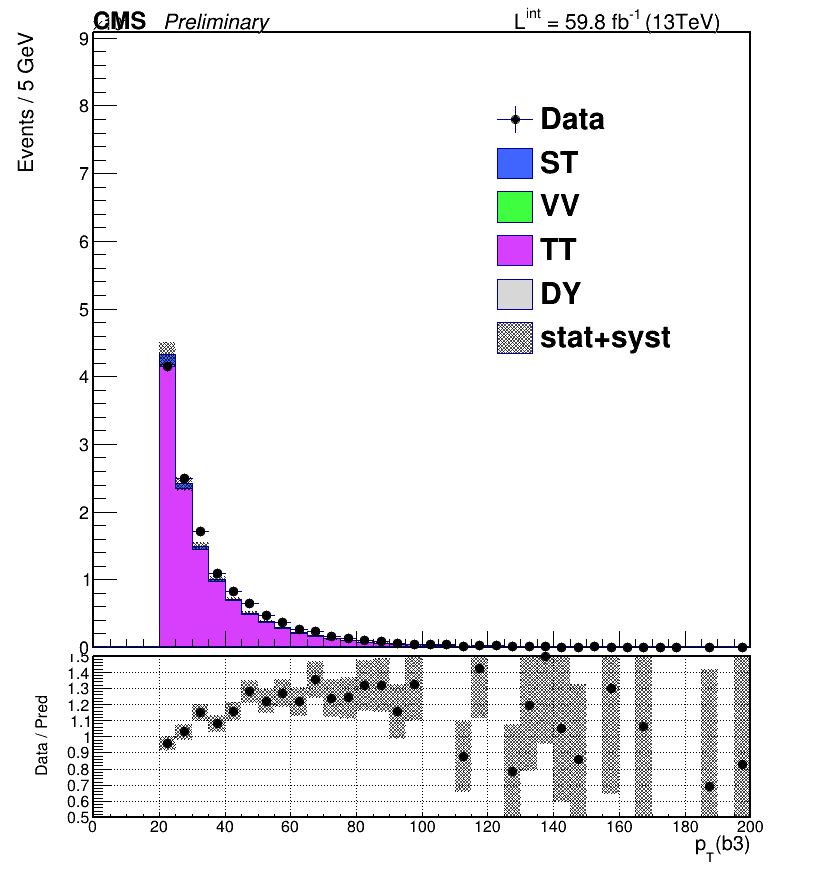 CMS Preliminary L^int = 59.8 fb^-1 (13TeV)
Events / 5 GeV
9
8
7
6
5
4
3
2
1
0
Data
ST
VV
TT
DY
stat+syst
Data / Pred
1.5
1.4
1.3
1.2
1.1
1
0.9
0.8
0.7
0.6
0.5
0 20 40 60 80 100 120 140 160 180 200
p_T(b3)